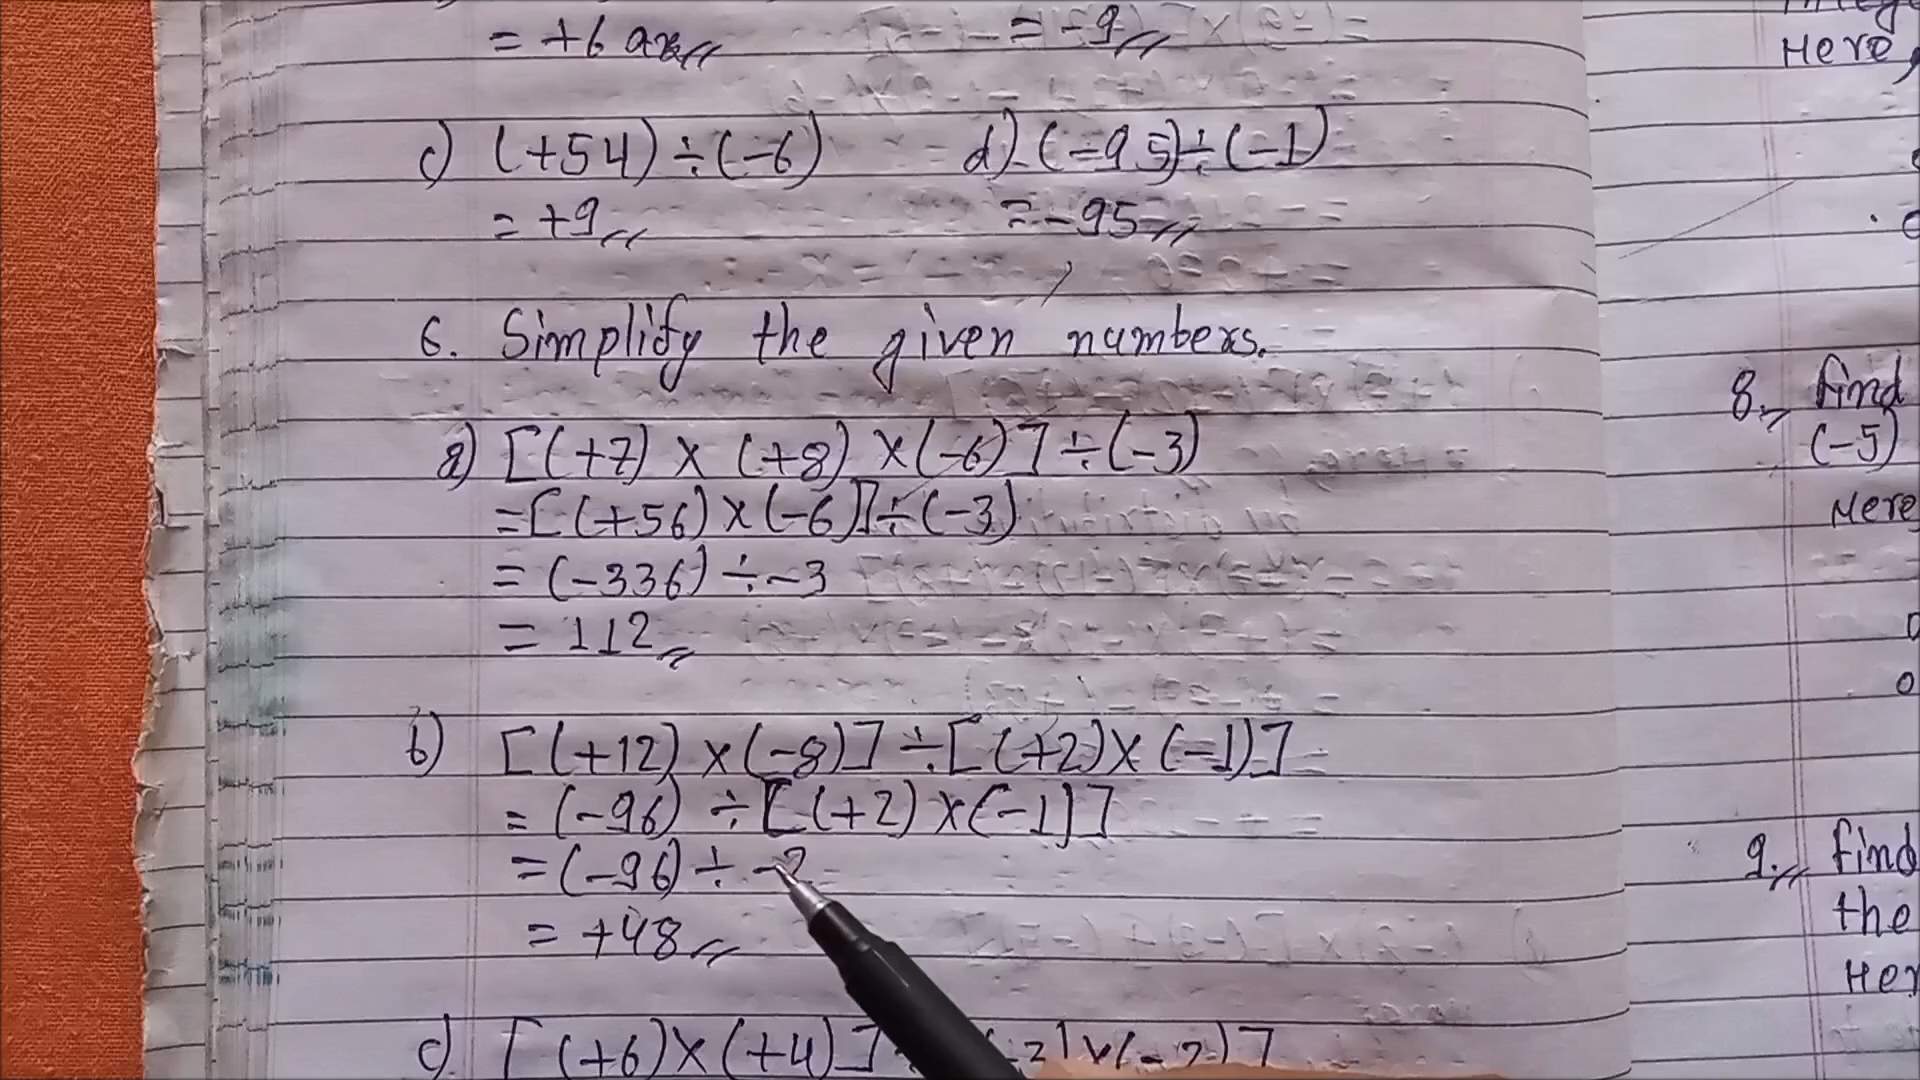 = +6
= -9
c) (+54) ÷ (-6)
= +9
d) (-95) ÷ (-1)
= -95
6. Simplify the given numbers.
a) [(+7) × (+8) × (-6)] ÷ (-3)
= [(+56) × (-6)] ÷ (-3)
= (-336) ÷ -3
= 112
b) [(+12) × (-8)] ÷ [(+2) × (-1)]
= (-96) ÷ [(+2) × (-1)]
= (-96) ÷ -2
= +48
c) [(+6) × (+4)]
Here,
8. Find
(-5)
Here
9. Find
the
Her